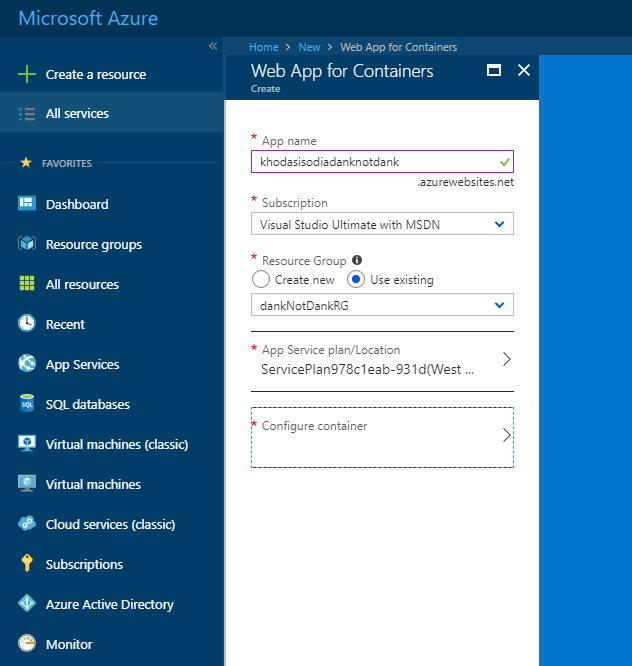 Microsoft Azure
Home > New > Web App for Containers
Create a resource
All services
FAVORITES
Dashboard
Resource groups
All resources
Recent
App Services
SQL databases
Virtual machines (classic)
Virtual machines
Cloud services (classic)
Subscriptions
Azure Active Directory
Monitor
Web App for Containers
Create
* App name
khodasisodiadanknotdank
.azurewebsites.net
* Subscription
Visual Studio Ultimate with MSDN
* Resource Group
Create new Use existing
dankNotDankRG
* App Service plan/Location
ServicePlan978c1eab-931d(West ...
* Configure container